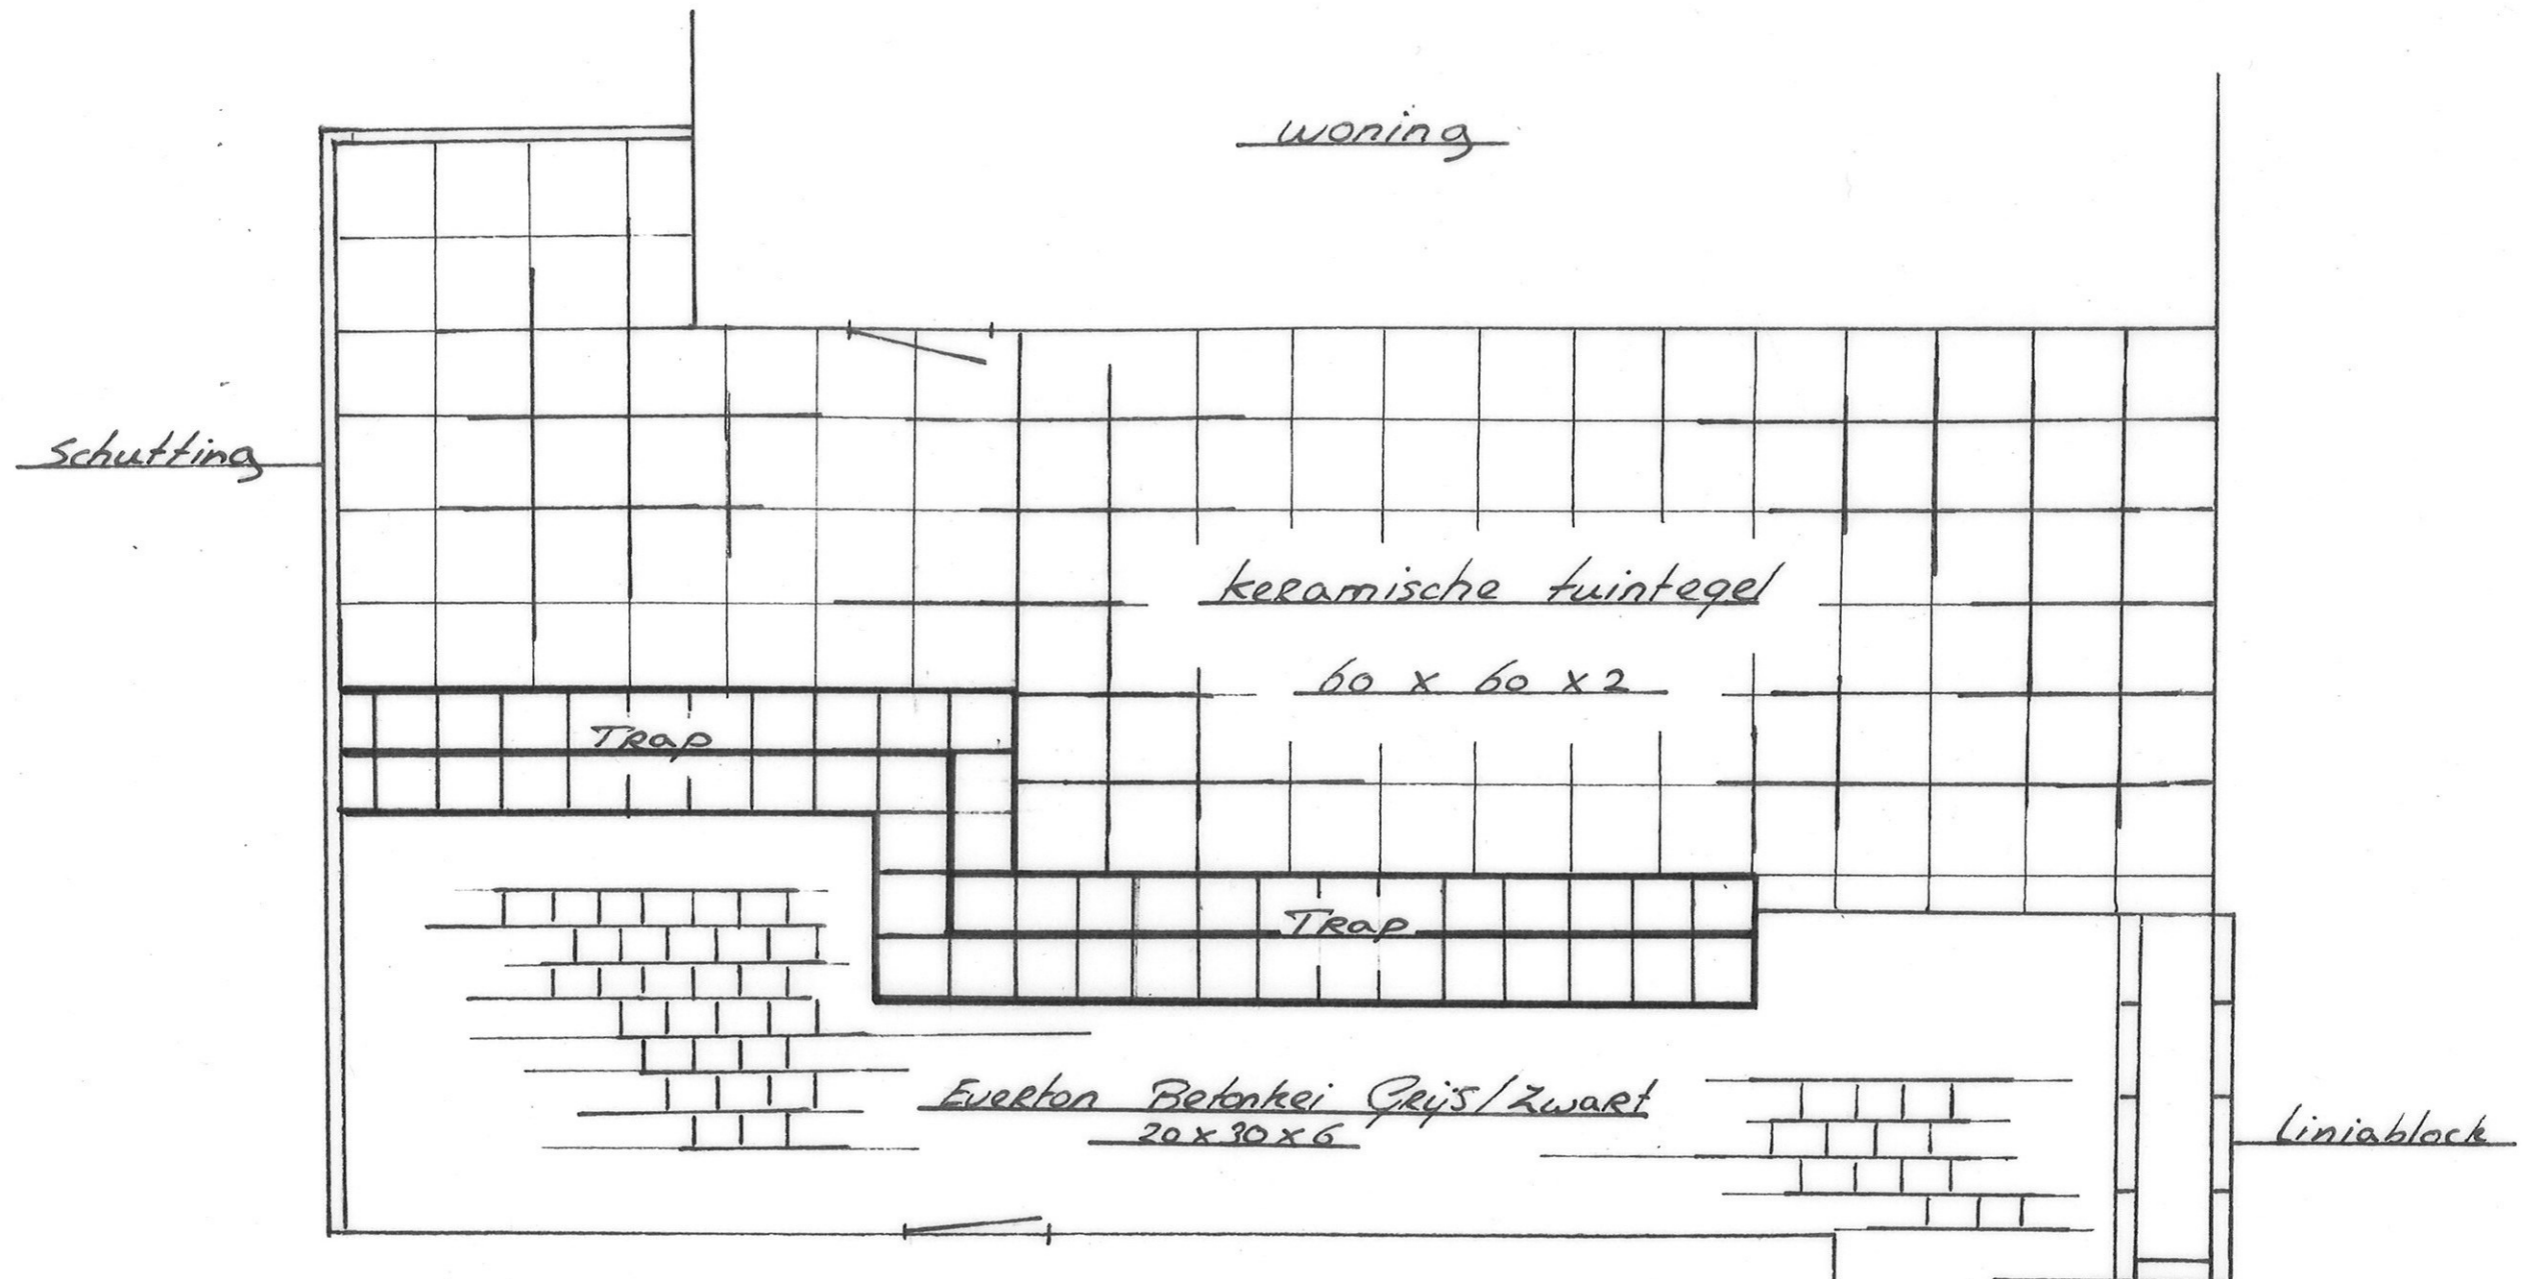 woning
Schutting
keramische tuintegel
60 x 60 x 2
Trap
Trap
Everton Betonkei Grijs/Zwart
20x30x6
Liniablock